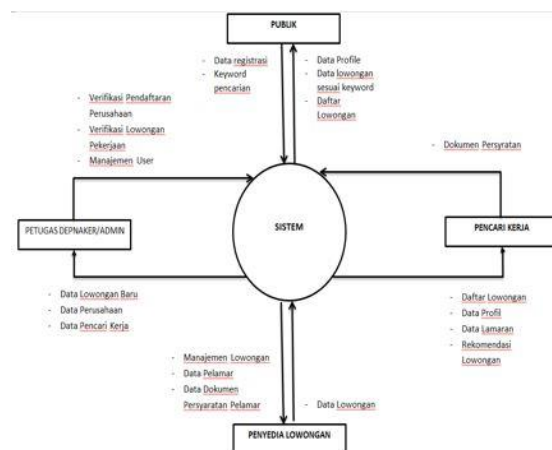 PUBLIK
- Data registrasi
- Keyword
pencarian
- Data Profile
- Data lowongan
sesuai keyword
- Daftar
Lowongan
- Verifikasi Pendaftaran
Perusahaan
- Verifikasi Lowongan
Pekerjaan
- Manajemen User
- Dokumen Persyratan
SISTEM
PETUGAS DEPNAKER/ADMIN
PENCARI KERJA
- Data Lowongan Baru
- Data Perusahaan
- Data Pencari Kerja
- Daftar Lowongan
- Data Profil
- Data Lamaran
- Rekomendasi
Lowongan
- Manajemen Lowongan
- Data Pelamar
- Data Dokumen
Persyaratan Pelamar
- Data Lowongan
PENYEDIA LOWONGAN